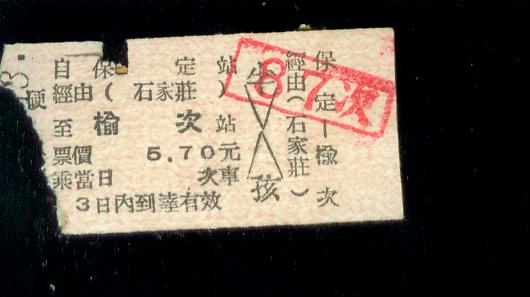 自保定站
經由(石家莊)
至榆次站
票價 5.70元
乘當日 次車
3日內到達有效
孩
87次
經由(石家莊)
保定—榆次